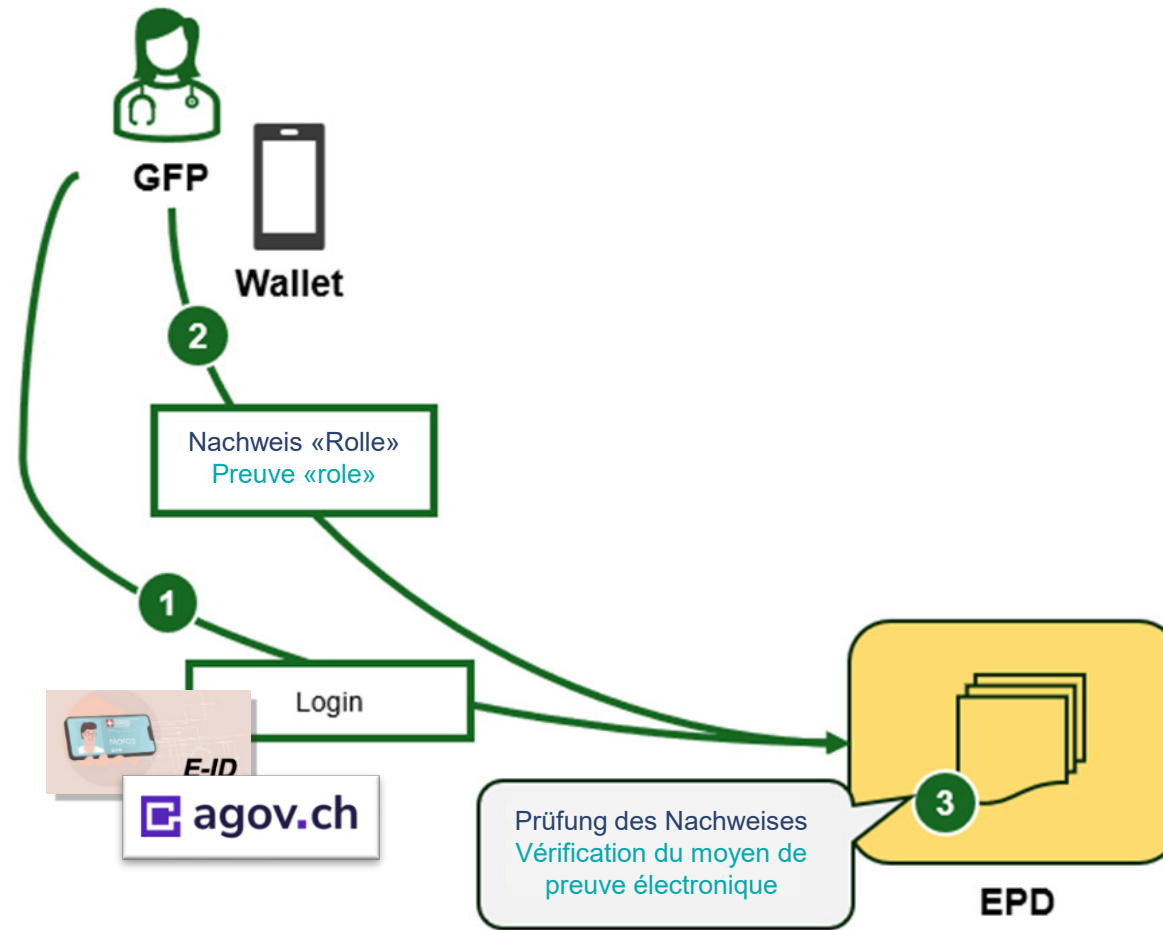 GFP
Wallet
2
Nachweis «Rolle»
Preuve «role»
1
Login
E-ID
agov.ch
Prüfung des Nachweises
Vérification du moyen de
preuve électronique
3
EPD